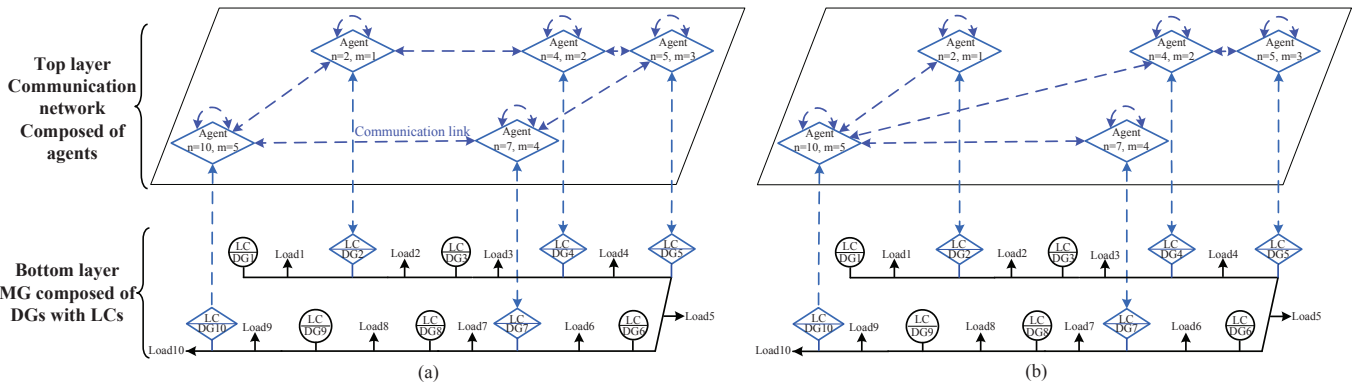 Top layer
Communication
network
Composed of
agents
Agent
n=2, m=1
Agent
n=4, m=2
Agent
n=5, m=3
Agent
n=10, m=5
Communication link
Agent
n=7, m=4
Bottom layer
MG composed of
DGs with LCs
LC
DG1
Load1
LC
DG2
Load2
LC
DG3
Load3
LC
DG4
Load4
LC
DG5
Load5
LC
DG10
Load9
LC
DG9
Load8
LC
DG8
Load7
LC
DG7
Load6
LC
DG6
Load10
(a)
Agent
n=2, m=1
Agent
n=4, m=2
Agent
n=5, m=3
Agent
n=10, m=5
Agent
n=7, m=4
LC
DG1
Load1
LC
DG2
Load2
LC
DG3
Load3
LC
DG4
Load4
LC
DG5
Load5
LC
DG10
Load9
LC
DG9
Load8
LC
DG8
Load7
LC
DG7
Load6
LC
DG6
Load10
(b)